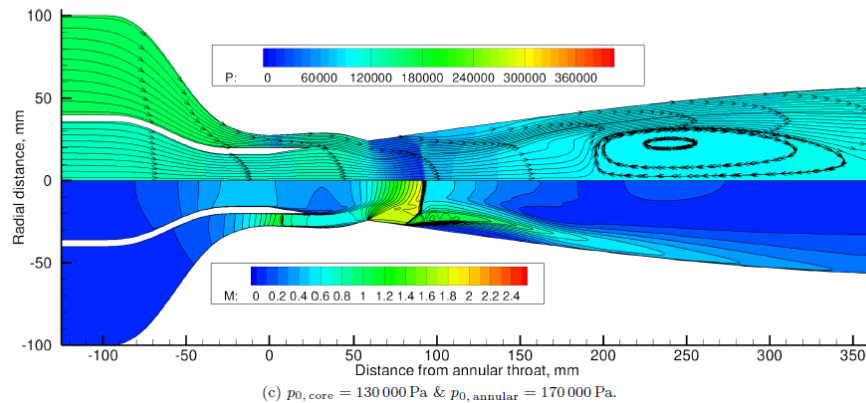 100
50
0
-50
-100
Radial distance, mm
P: 0 60000 120000 180000 240000 300000 360000
M: 0 0.2 0.4 0.6 0.8 1 1.2 1.4 1.6 1.8 2 2.2 2.4
-100 -50 0 50 100 150 200 250 300 350
Distance from annular throat, mm
(c) p0, core = 130 000 Pa & p0, annular = 170 000 Pa.